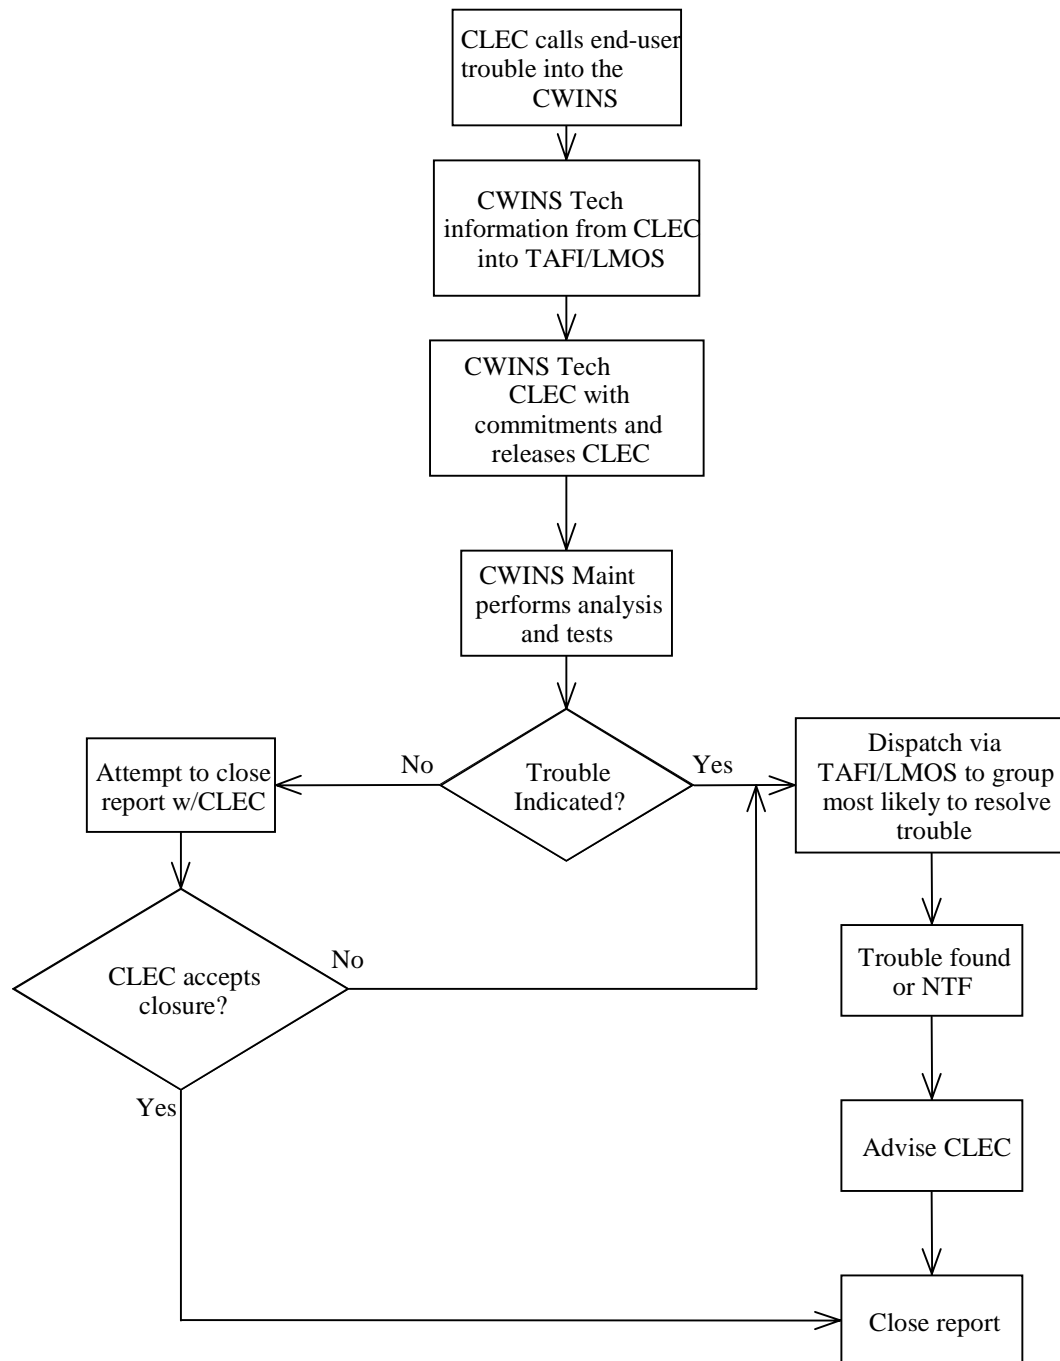 CLEC calls end-user
trouble into the
CWINS
CWINS Tech
information from CLEC
into TAFI/LMOS
CWINS Tech
CLEC with
commitments and
releases CLEC
CWINS Maint
performs analysis
and tests
Trouble
Indicated?
No
Yes
Attempt to close
report w/CLEC
Dispatch via
TAFI/LMOS to group
most likely to resolve
trouble
CLEC accepts
closure?
No
Yes
Trouble found
or NTF
Advise CLEC
Close report